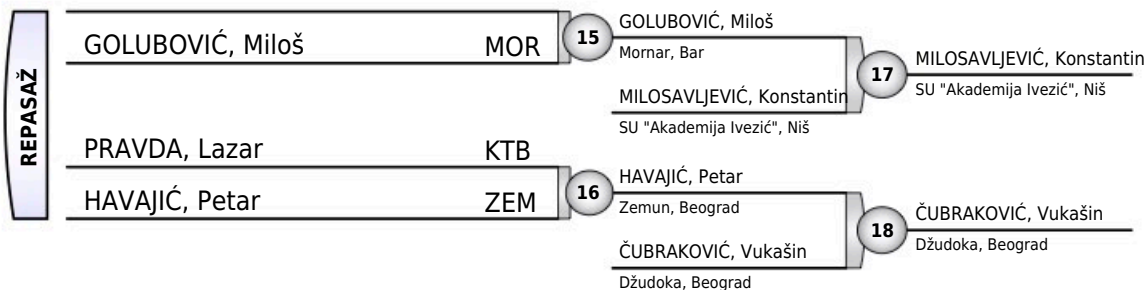 REPASAŽ
GOLUBOVIĆ, Miloš MOR
PRAVDA, Lazar KTB
HAVAJIĆ, Petar ZEM
15
GOLUBOVIĆ, Miloš
Mornar, Bar
MILOSAVLJEVIĆ, Konstantin
SU "Akademija Ivezić", Niš
16
HAVAJIĆ, Petar
Zemun, Beograd
ČUBRAKOVIĆ, Vukašin
Džudoka, Beograd
17
MILOSAVLJEVIĆ, Konstantin
SU "Akademija Ivezić", Niš
18
ČUBRAKOVIĆ, Vukašin
Džudoka, Beograd